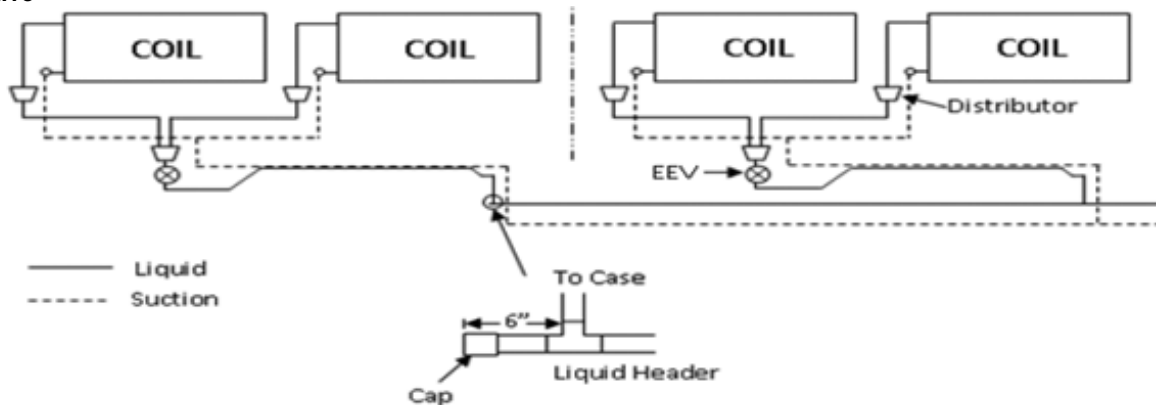 COIL
COIL
COIL
COIL
Distributor
EEV
Liquid
Suction
To Case
6”
Liquid Header
Cap